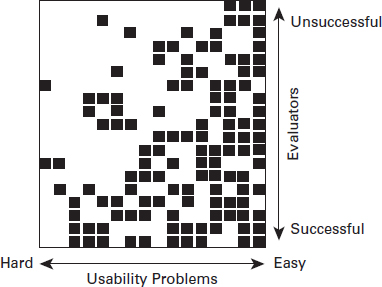 Unsuccessful
Evaluators
Successful
Hard
Easy
Usability Problems